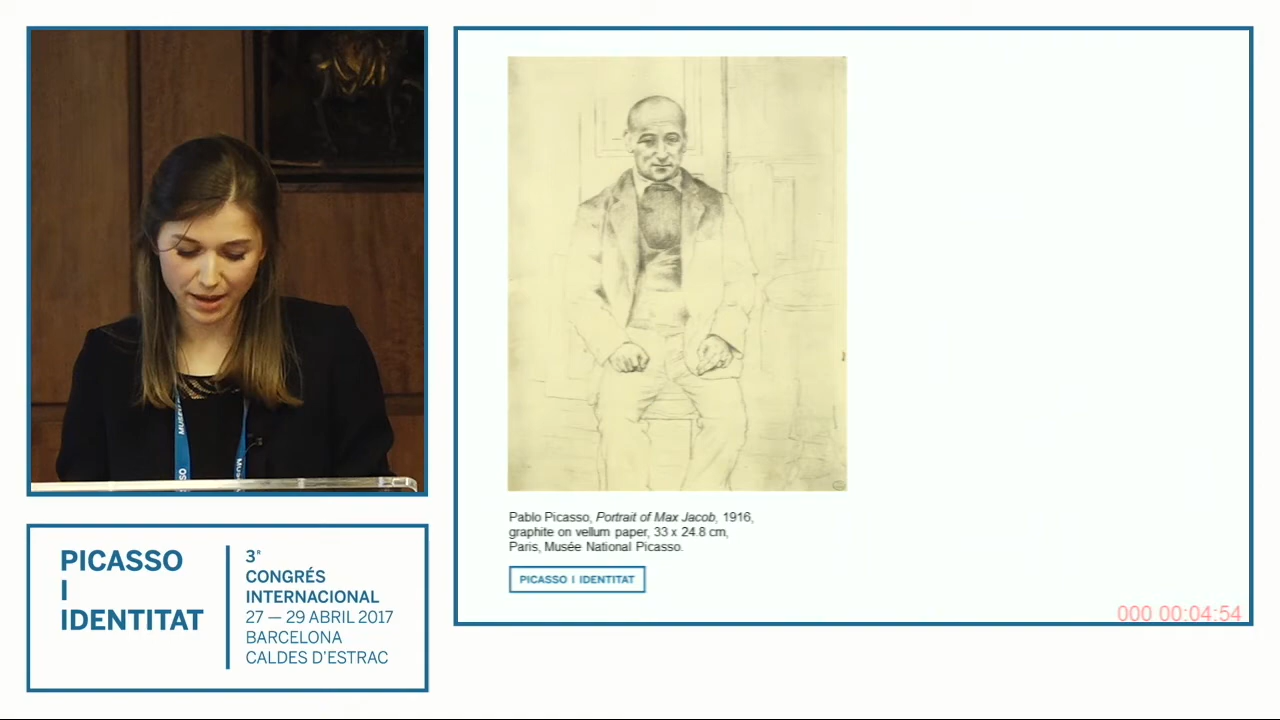 PICASSO
I
IDENTITAT
3ᵉ
CONGRÉS
INTERNACIONAL
27 — 29 ABRIL 2017
BARCELONA
CALDES D'ESTRAC
Pablo Picasso, Portrait of Max Jacob, 1916,
graphite on vellum paper, 33 x 24.8 cm,
Paris, Musée National Picasso.
PICASSO I IDENTITAT
000 00:04:54